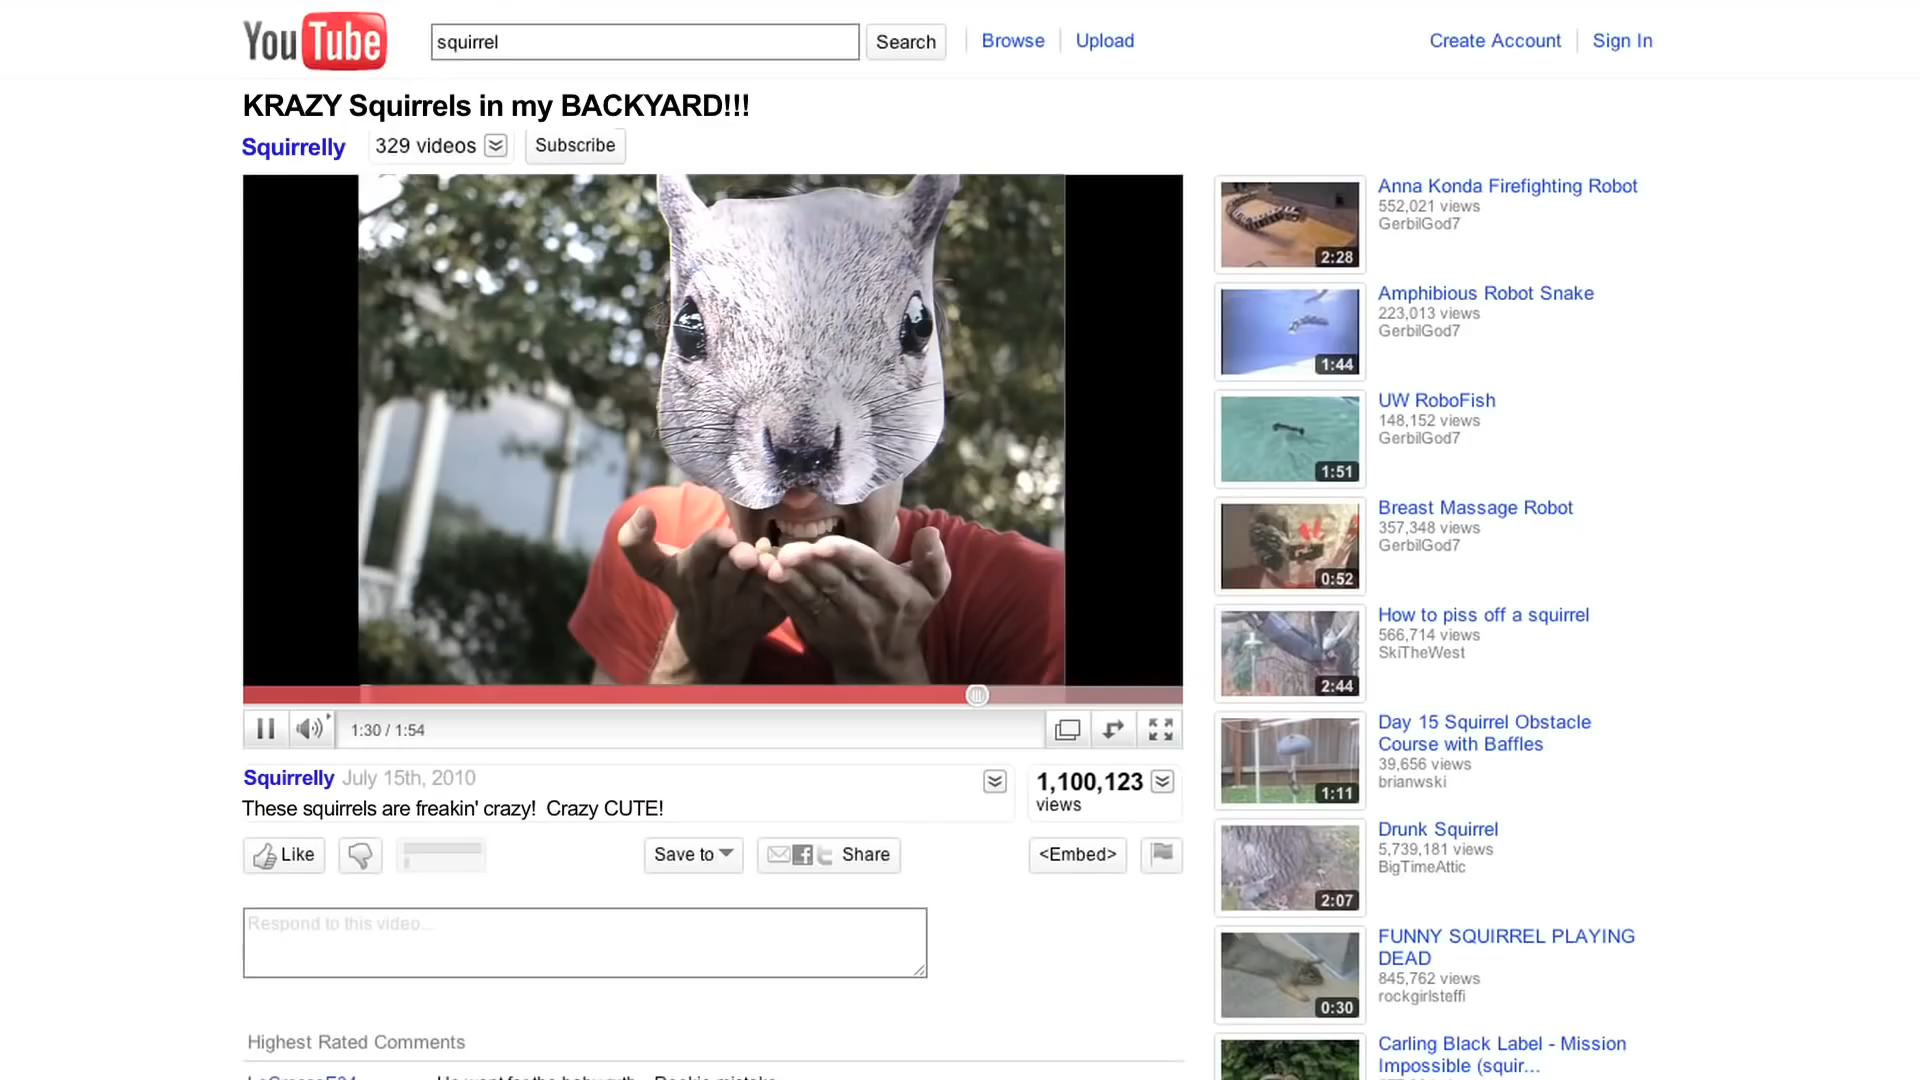 You Tube
squirrel
Search
Browse
Upload
Create Account
Sign In
KRAZY Squirrels in my BACKYARD!!!
Squirrelly
329 videos
Subscribe
1:30 / 1:54
Squirrelly July 15th, 2010
These squirrels are freakin' crazy! Crazy CUTE!
1,100,123
views
Like
Save to
Share
<Embed>
Respond to this video...
Highest Rated Comments
Anna Konda Firefighting Robot
552,021 views
GerbilGod7
2:28
Amphibious Robot Snake
223,013 views
GerbilGod7
1:44
UW RoboFish
148,152 views
GerbilGod7
1:51
Breast Massage Robot
357,348 views
GerbilGod7
0:52
How to piss off a squirrel
566,714 views
SkiTheWest
2:44
Day 15 Squirrel Obstacle
Course with Baffles
39,656 views
brianwski
1:11
Drunk Squirrel
5,739,181 views
BigTimeAttic
2:07
FUNNY SQUIRREL PLAYING
DEAD
845,762 views
rockgirlsteffi
0:30
Carling Black Label - Mission
Impossible (squir...